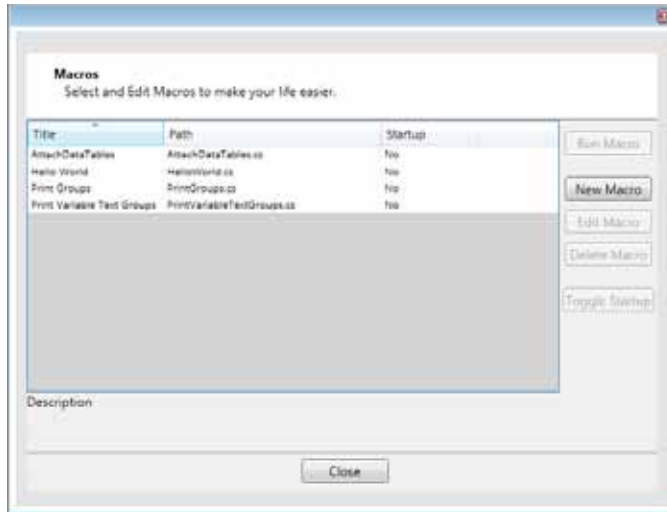 Macros
Select and Edit Macros to make your life easier.
Title Path Startup
AttachDataTables AttachDataTables.cs No
Hello World HelloWorld.cs No
Print Groups PrintGroups.cs No
Print Variable Text Groups PrintVariableTextGroups.cs No
Run Macro
New Macro
Edit Macro
Delete Macro
Toggle Startup
Description
Close